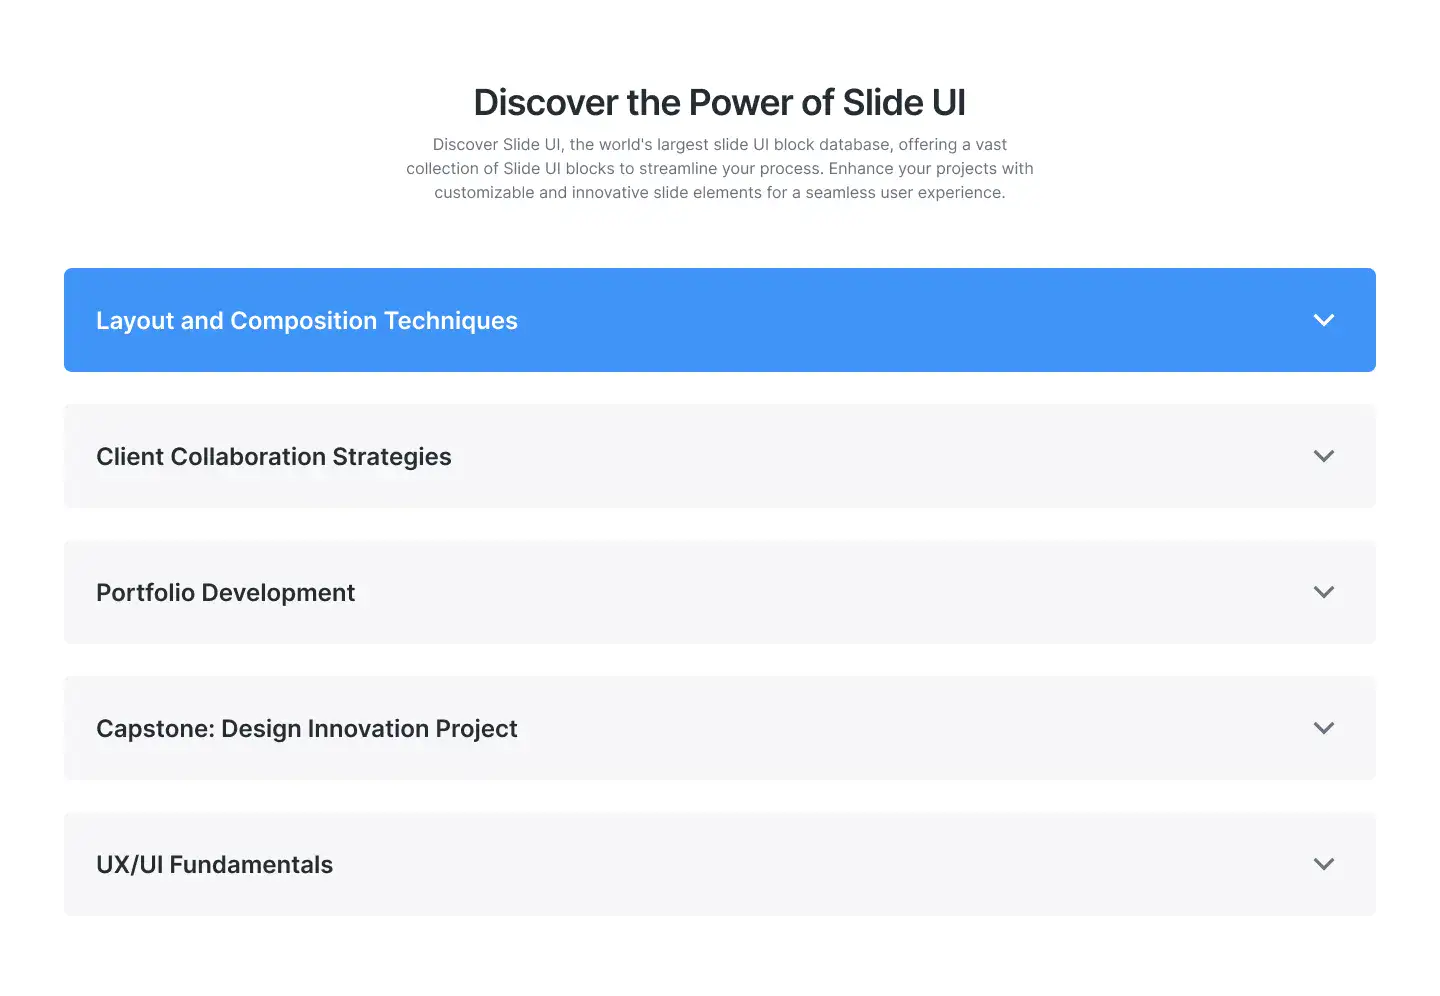 Discover the Power of Slide UI
Discover Slide UI, the world's largest slide UI block database, offering a vast
collection of Slide UI blocks to streamline your process. Enhance your projects with
customizable and innovative slide elements for a seamless user experience.
Layout and Composition Techniques
Client Collaboration Strategies
Portfolio Development
Capstone: Design Innovation Project
UX/UI Fundamentals